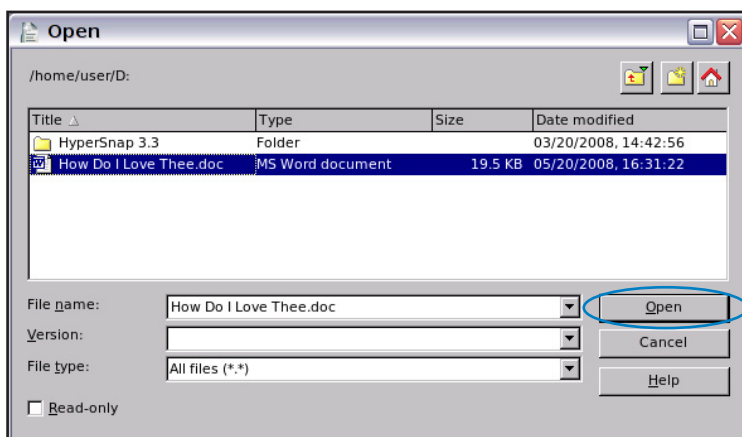 Open
/home/user/D:
Title Type Size Date modified
HyperSnap 3.3 Folder 03/20/2008, 14:42:56
How Do I Love Thee.doc MS Word document 19.5 KB 05/20/2008, 16:31:22
File name: How Do I Love Thee.doc Open
Version: Cancel
File type: All files (*.*) Help
Read-only